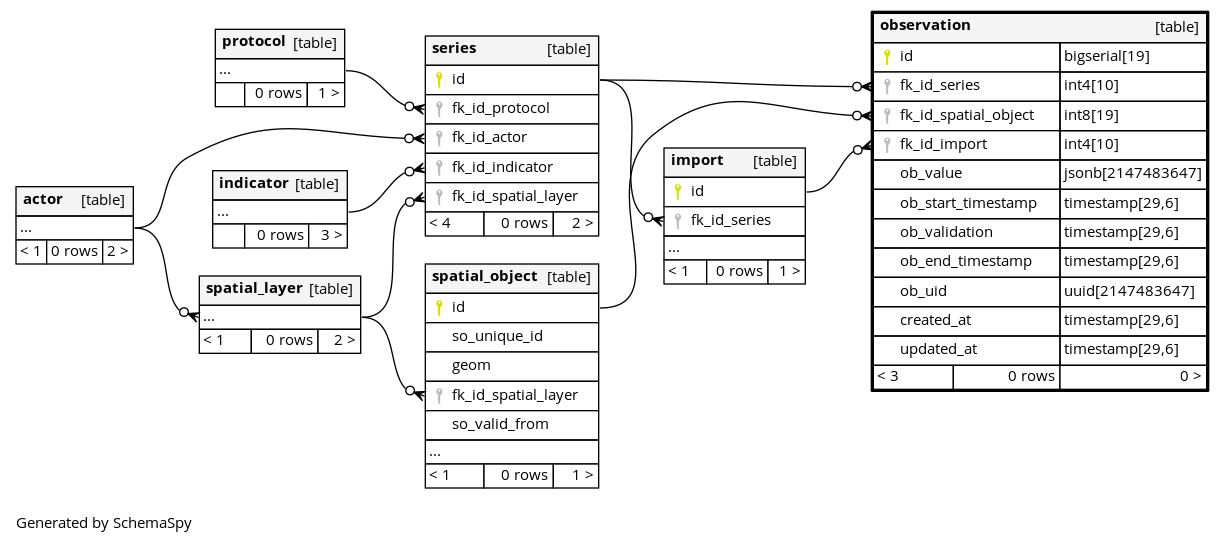 protocol [table]
...
0 rows 1 >
actor [table]
...
< 1 0 rows 2 >
indicator [table]
...
0 rows 3 >
spatial_layer [table]
...
< 1 0 rows 2 >
series [table]
id
fk_id_protocol
fk_id_actor
fk_id_indicator
fk_id_spatial_layer
< 4 0 rows 2 >
spatial_object [table]
id
so_unique_id
geom
fk_id_spatial_layer
so_valid_from
...
< 1 0 rows 1 >
import [table]
id
fk_id_series
...
< 1 0 rows 1 >
observation [table]
id bigserial[19]
fk_id_series int4[10]
fk_id_spatial_object int8[19]
fk_id_import int4[10]
ob_value jsonb[2147483647]
ob_start_timestamp timestamp[29,6]
ob_validation timestamp[29,6]
ob_end_timestamp timestamp[29,6]
ob_uid uuid[2147483647]
created_at timestamp[29,6]
updated_at timestamp[29,6]
< 3 0 rows 0 >
Generated by SchemaSpy